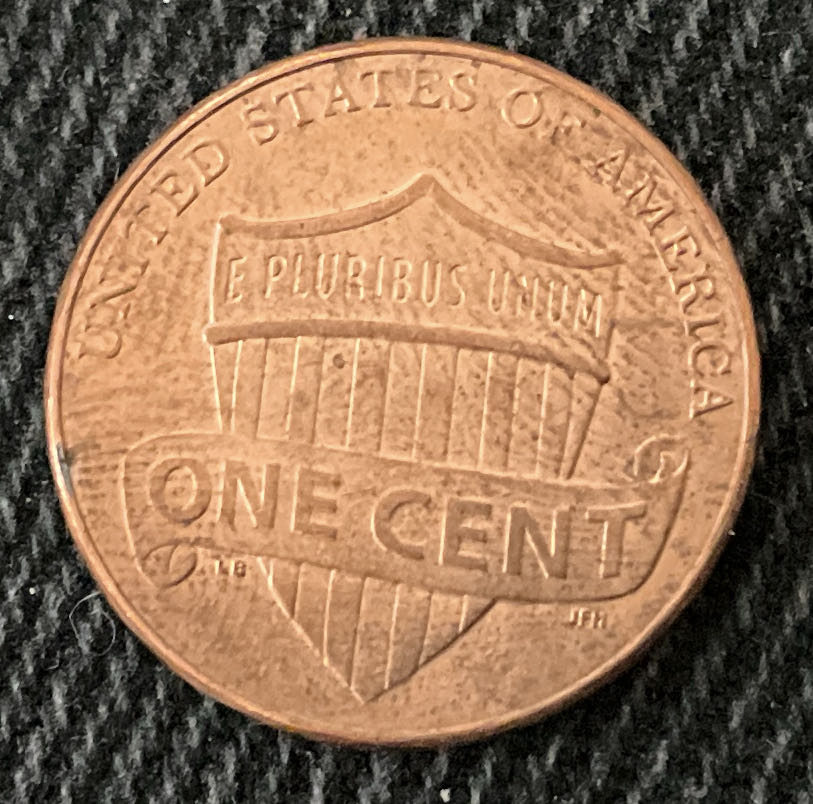 UNITED STATES OF AMERICA
E PLURIBUS UNUM
ONE CENT
LB
JFM